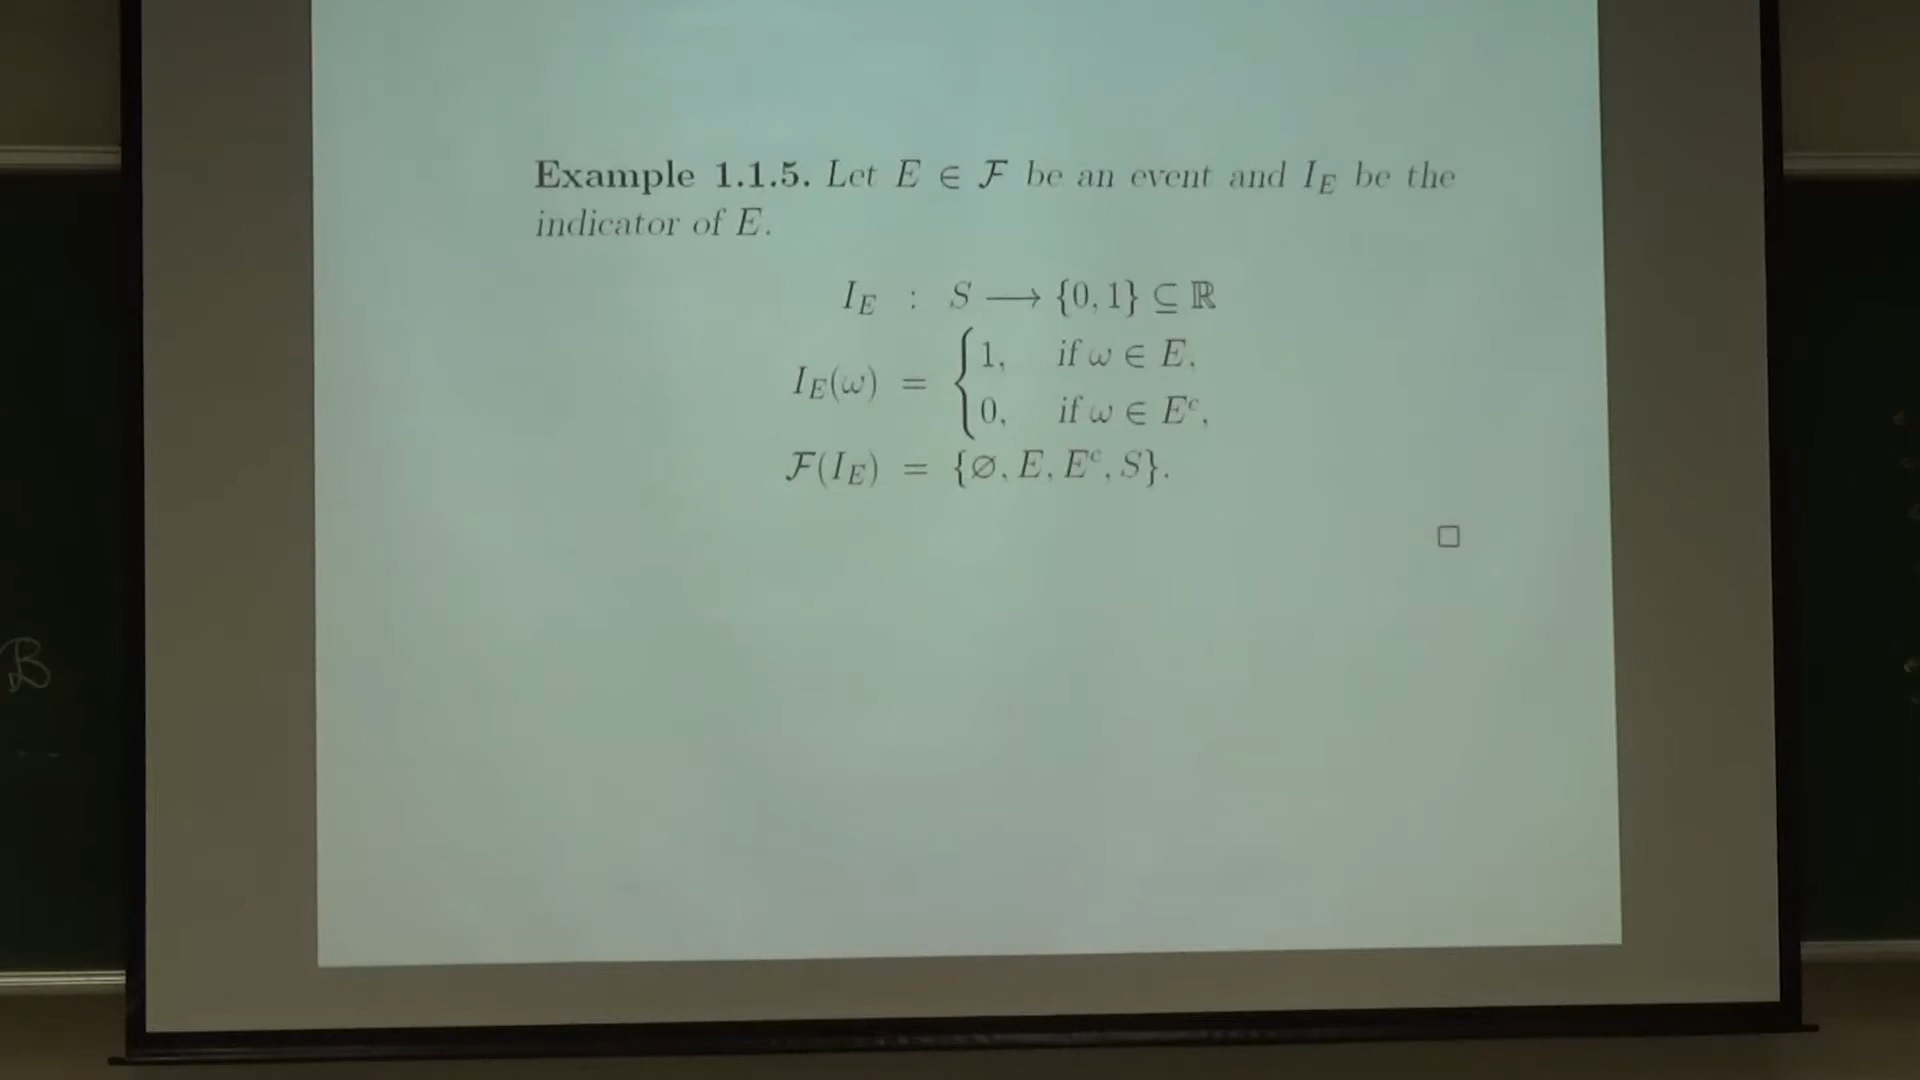 Example 1.1.5. Let E ∈ ℱ be an event and I_E be the
indicator of E.
I_E : S ⟶ {0, 1} ⊆ ℝ
I_E(ω) = { 1, if ω ∈ E,
0, if ω ∈ E^c,
ℱ(I_E) = {∅, E, E^c, S}.
□
B